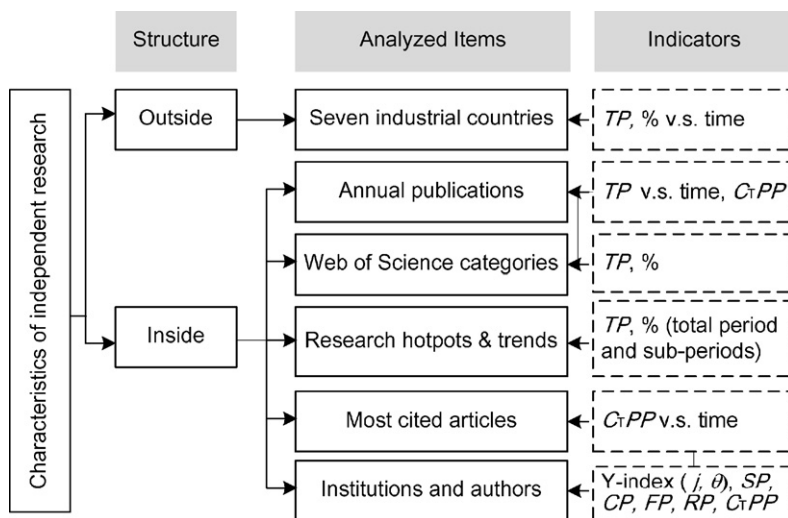 Structure
Analyzed Items
Indicators
Characteristics of independent research
Outside
Seven industrial countries
TP, % v.s. time
Annual publications
TP v.s. time, CTPP
Web of Science categories
TP, %
Inside
Research hotpots & trends
TP, % (total period
and sub-periods)
Most cited articles
CTPP v.s. time
Institutions and authors
Y-index ( j, θ), SP,
CP, FP, RP, CTPP